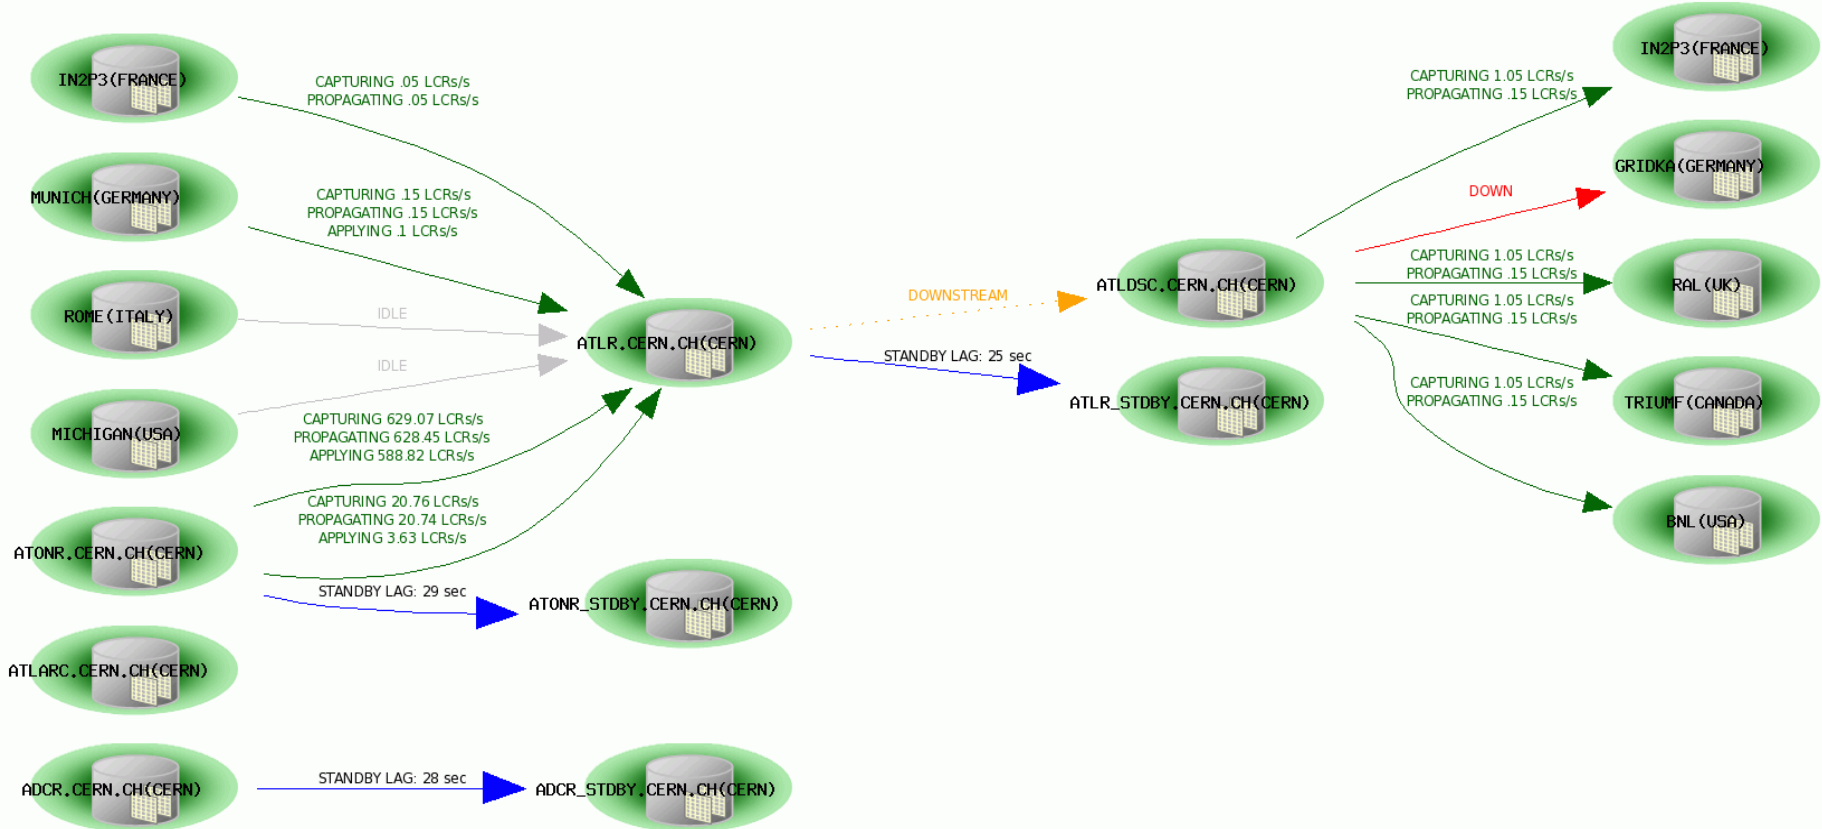 IN2P3(FRANCE)
CAPTURING .05 LCRs/s
PROPAGATING .05 LCRs/s
MUNICH(GERMANY)
CAPTURING .15 LCRs/s
PROPAGATING .15 LCRs/s
APPLYING .1 LCRs/s
ROME(ITALY)
IDLE
MICHIGAN(USA)
IDLE
CAPTURING 629.07 LCRs/s
PROPAGATING 628.45 LCRs/s
APPLYING 588.82 LCRs/s
ATONR.CERN.CH(CERN)
CAPTURING 20.76 LCRs/s
PROPAGATING 20.74 LCRs/s
APPLYING 3.63 LCRs/s
STANDBY LAG: 29 sec
ATLARC.CERN.CH(CERN)
ADCR.CERN.CH(CERN)
STANDBY LAG: 28 sec
ATLR.CERN.CH(CERN)
ATONR_STDBY.CERN.CH(CERN)
ADCR_STDBY.CERN.CH(CERN)
DOWNSTREAM
STANDBY LAG: 25 sec
ATLDSC.CERN.CH(CERN)
ATLR_STDBY.CERN.CH(CERN)
CAPTURING 1.05 LCRs/s
PROPAGATING .15 LCRs/s
DOWN
CAPTURING 1.05 LCRs/s
PROPAGATING .15 LCRs/s
CAPTURING 1.05 LCRs/s
PROPAGATING .15 LCRs/s
CAPTURING 1.05 LCRs/s
PROPAGATING .15 LCRs/s
IN2P3(FRANCE)
GRIDKA(GERMANY)
RAL(UK)
TRIUMF(CANADA)
BNL(USA)